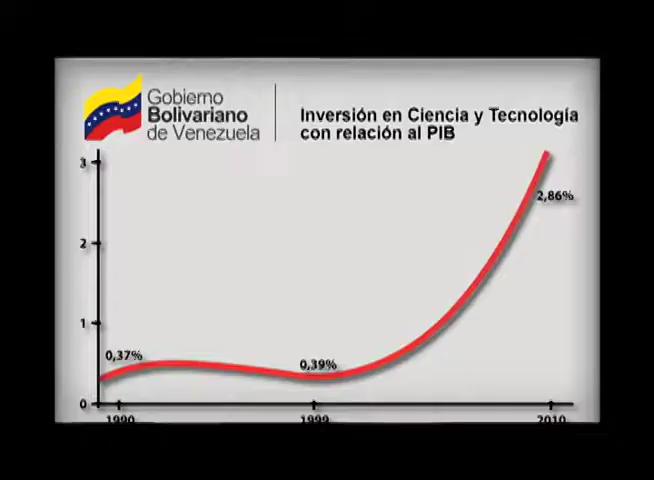 Gobierno
Bolivariano
de Venezuela
Inversión en Ciencia y Tecnología
con relación al PIB
3
2,86%
2
1
0,37%
0,39%
0
1990
1999
2010